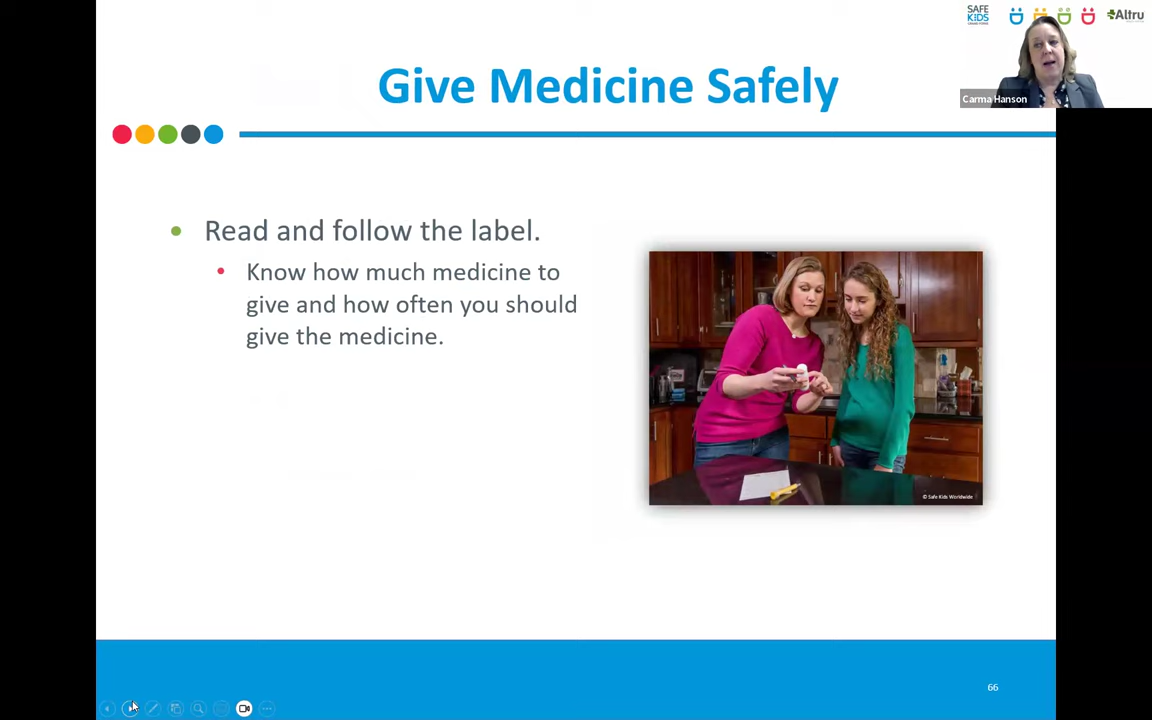 SAFE
KIDS
Altru
Carma Hanson
Give Medicine Safely
Read and follow the label.
Know how much medicine to
give and how often you should
give the medicine.
© Safe Kids Worldwide
66